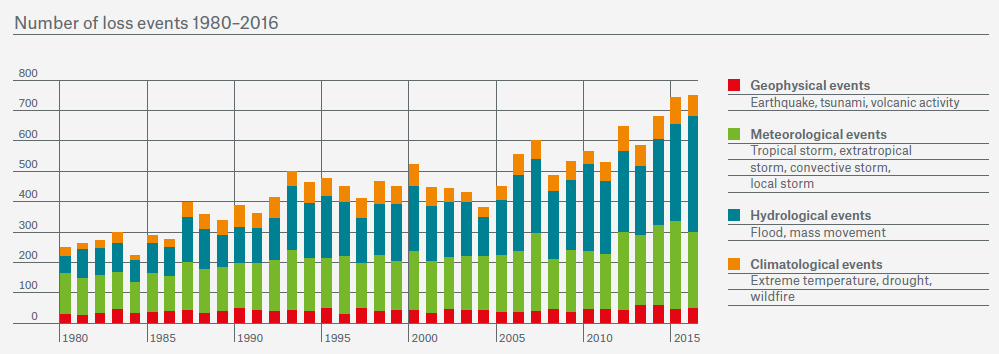 Number of loss events 1980–2016
800
700
600
500
400
300
200
100
0
1980
1985
1990
1995
2000
2005
2010
2015
Geophysical events
Earthquake, tsunami, volcanic activity
Meteorological events
Tropical storm, extratropical
storm, convective storm,
local storm
Hydrological events
Flood, mass movement
Climatological events
Extreme temperature, drought,
wildfire